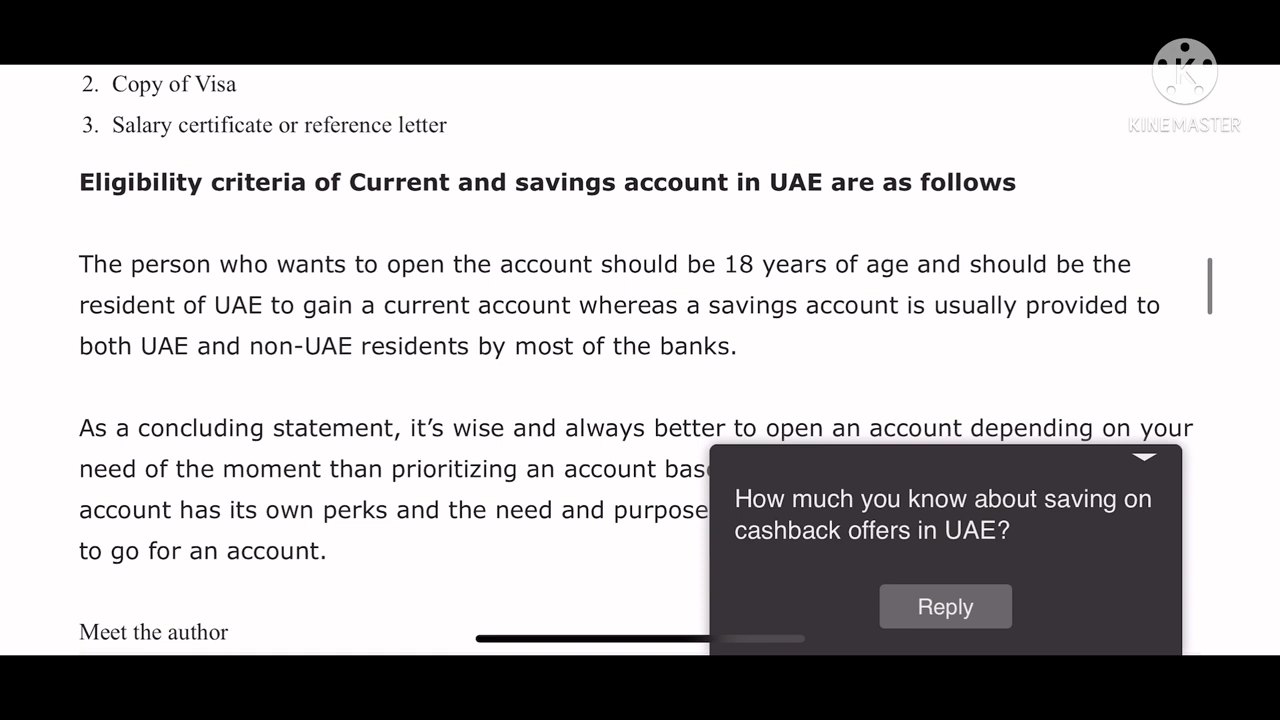 2. Copy of Visa
3. Salary certificate or reference letter
Eligibility criteria of Current and savings account in UAE are as follows
The person who wants to open the account should be 18 years of age and should be the
resident of UAE to gain a current account whereas a savings account is usually provided to
both UAE and non-UAE residents by most of the banks.
As a concluding statement, it’s wise and always better to open an account depending on your
need of the moment than prioritizing an account
account has its own perks and the need and purpose
to go for an account.
How much you know about saving on
cashback offers in UAE?
Reply
Meet the author
K
KINEMASTER